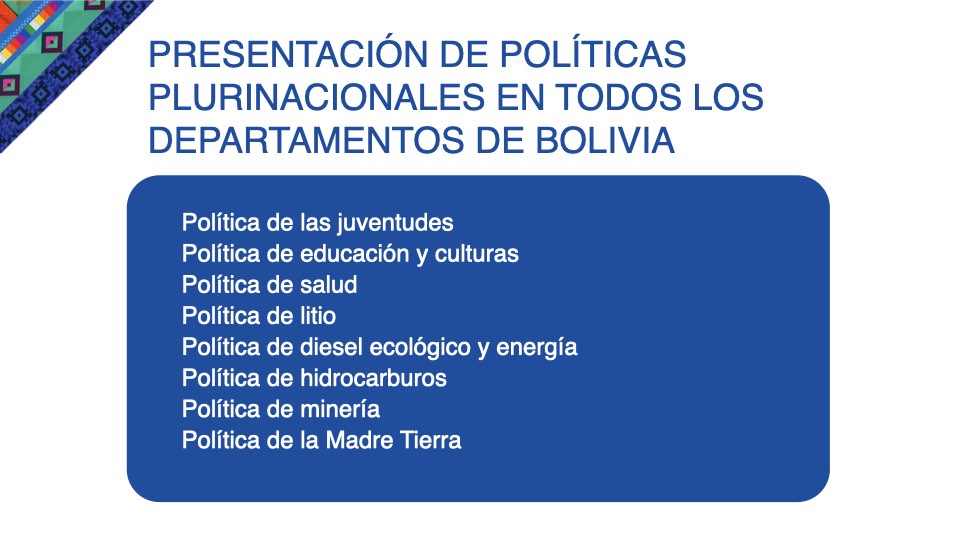 PRESENTACIÓN DE POLÍTICAS
PLURINACIONALES EN TODOS LOS
DEPARTAMENTOS DE BOLIVIA
Política de las juventudes
Política de educación y culturas
Política de salud
Política de litio
Política de diesel ecológico y energía
Política de hidrocarburos
Política de minería
Política de la Madre Tierra